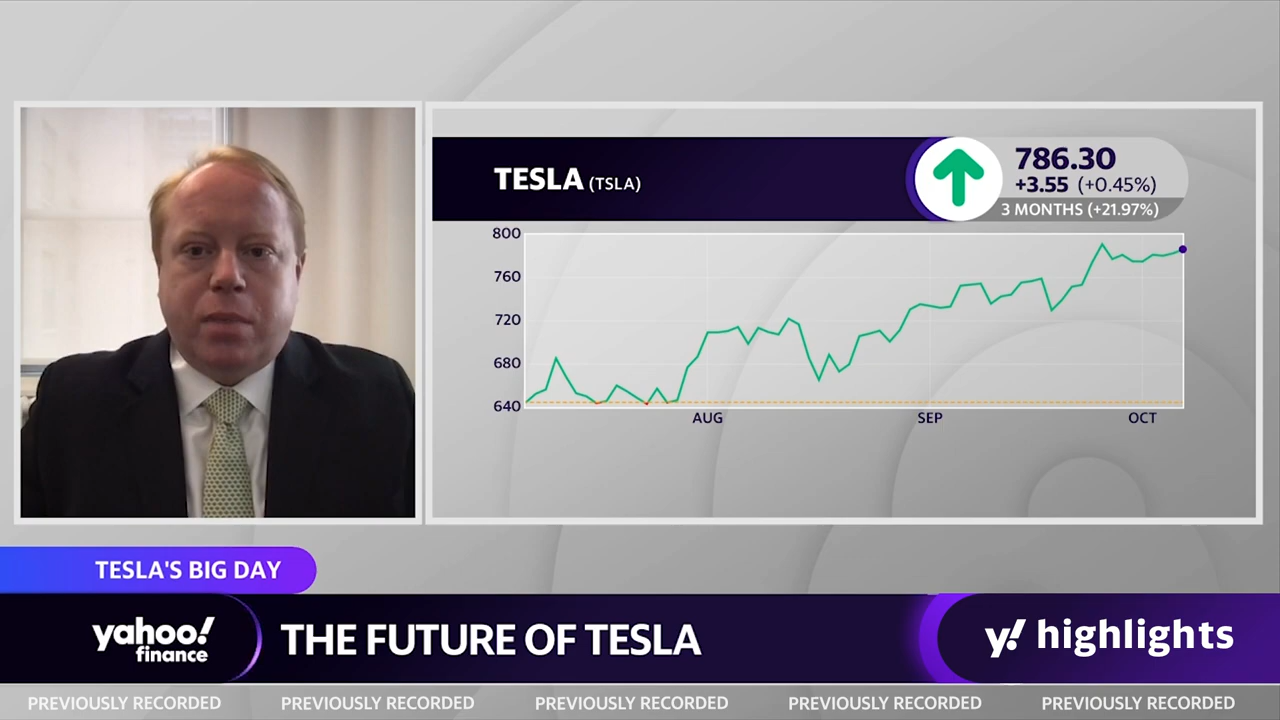 TESLA (TSLA)
786.30
+3.55 (+0.45%)
3 MONTHS (+21.97%)
800
760
720
680
640
AUG SEP OCT
TESLA'S BIG DAY
yahoo!
finance
THE FUTURE OF TESLA
y! highlights
PREVIOUSLY RECORDED PREVIOUSLY RECORDED PREVIOUSLY RECORDED PREVIOUSLY RECORDED PREVIOUSLY RECORDED